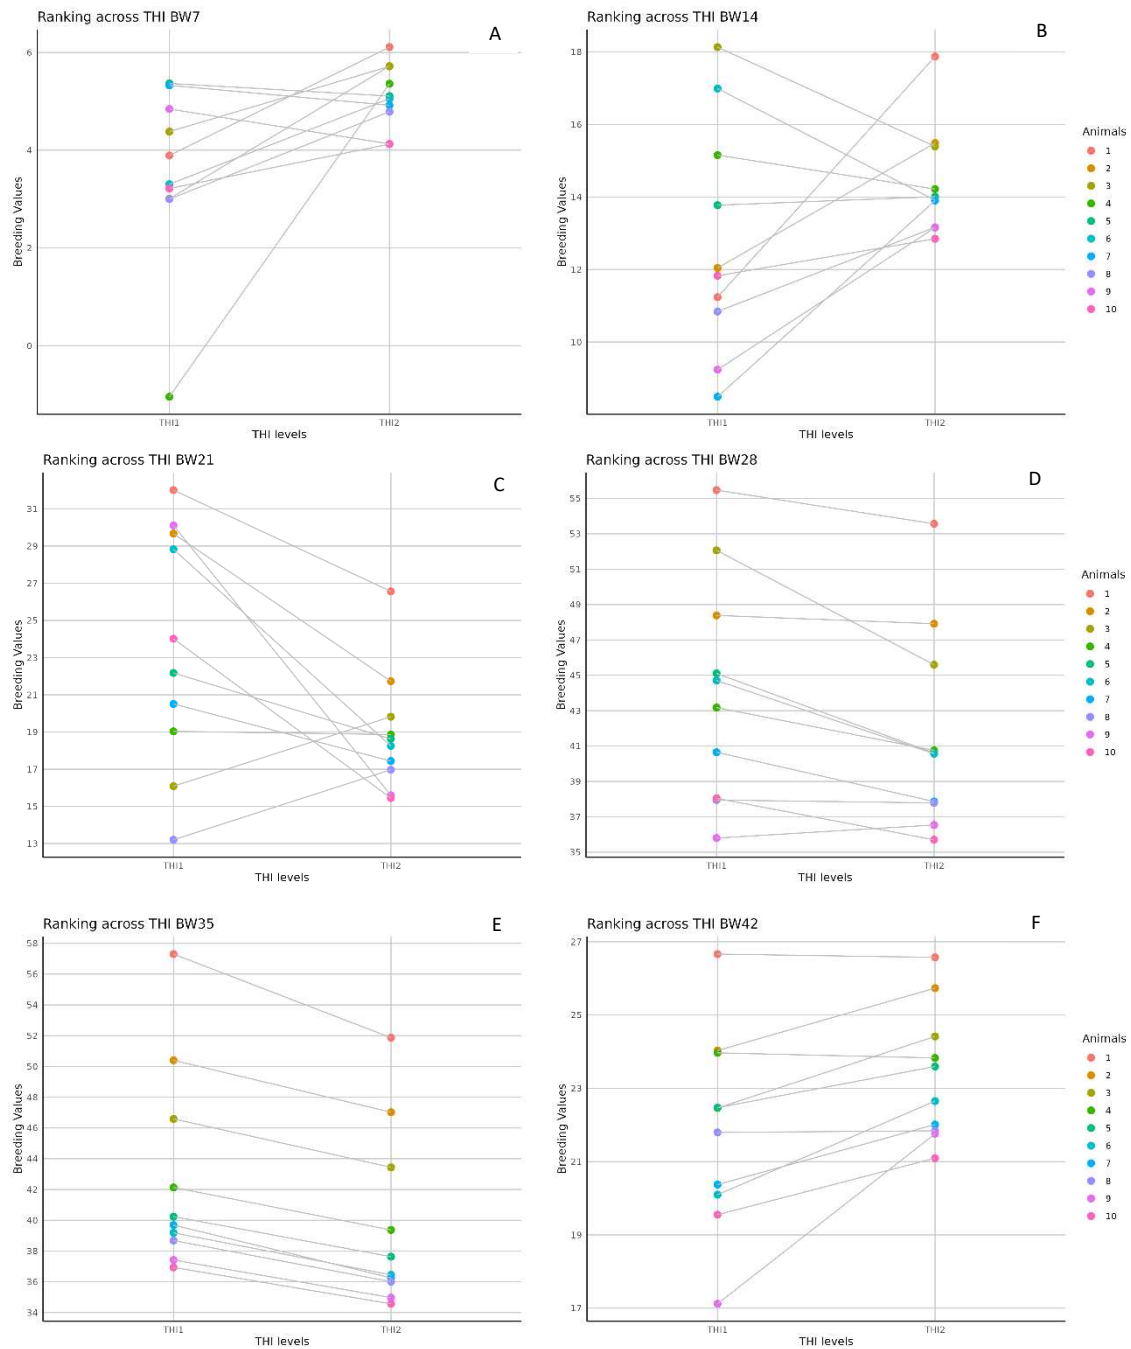 Ranking across THI BW7
A
Breeding Values
6
4
2
0
THI1
THI2
THI levels
Ranking across THI BW14
B
Breeding Values
18
16
14
12
10
THI1
THI2
THI levels
Animals
1
2
3
4
5
6
7
8
9
10
Ranking across THI BW21
C
Breeding Values
31
29
27
25
23
21
19
17
15
13
THI1
THI2
THI levels
Ranking across THI BW28
D
Breeding Values
55
53
51
49
47
45
43
41
39
37
35
THI1
THI2
THI levels
Animals
1
2
3
4
5
6
7
8
9
10
Ranking across THI BW35
E
Breeding Values
58
56
54
52
50
48
46
44
42
40
38
36
34
THI1
THI2
THI levels
Ranking across THI BW42
F
Breeding Values
27
25
23
21
19
17
THI1
THI2
THI levels
Animals
1
2
3
4
5
6
7
8
9
10